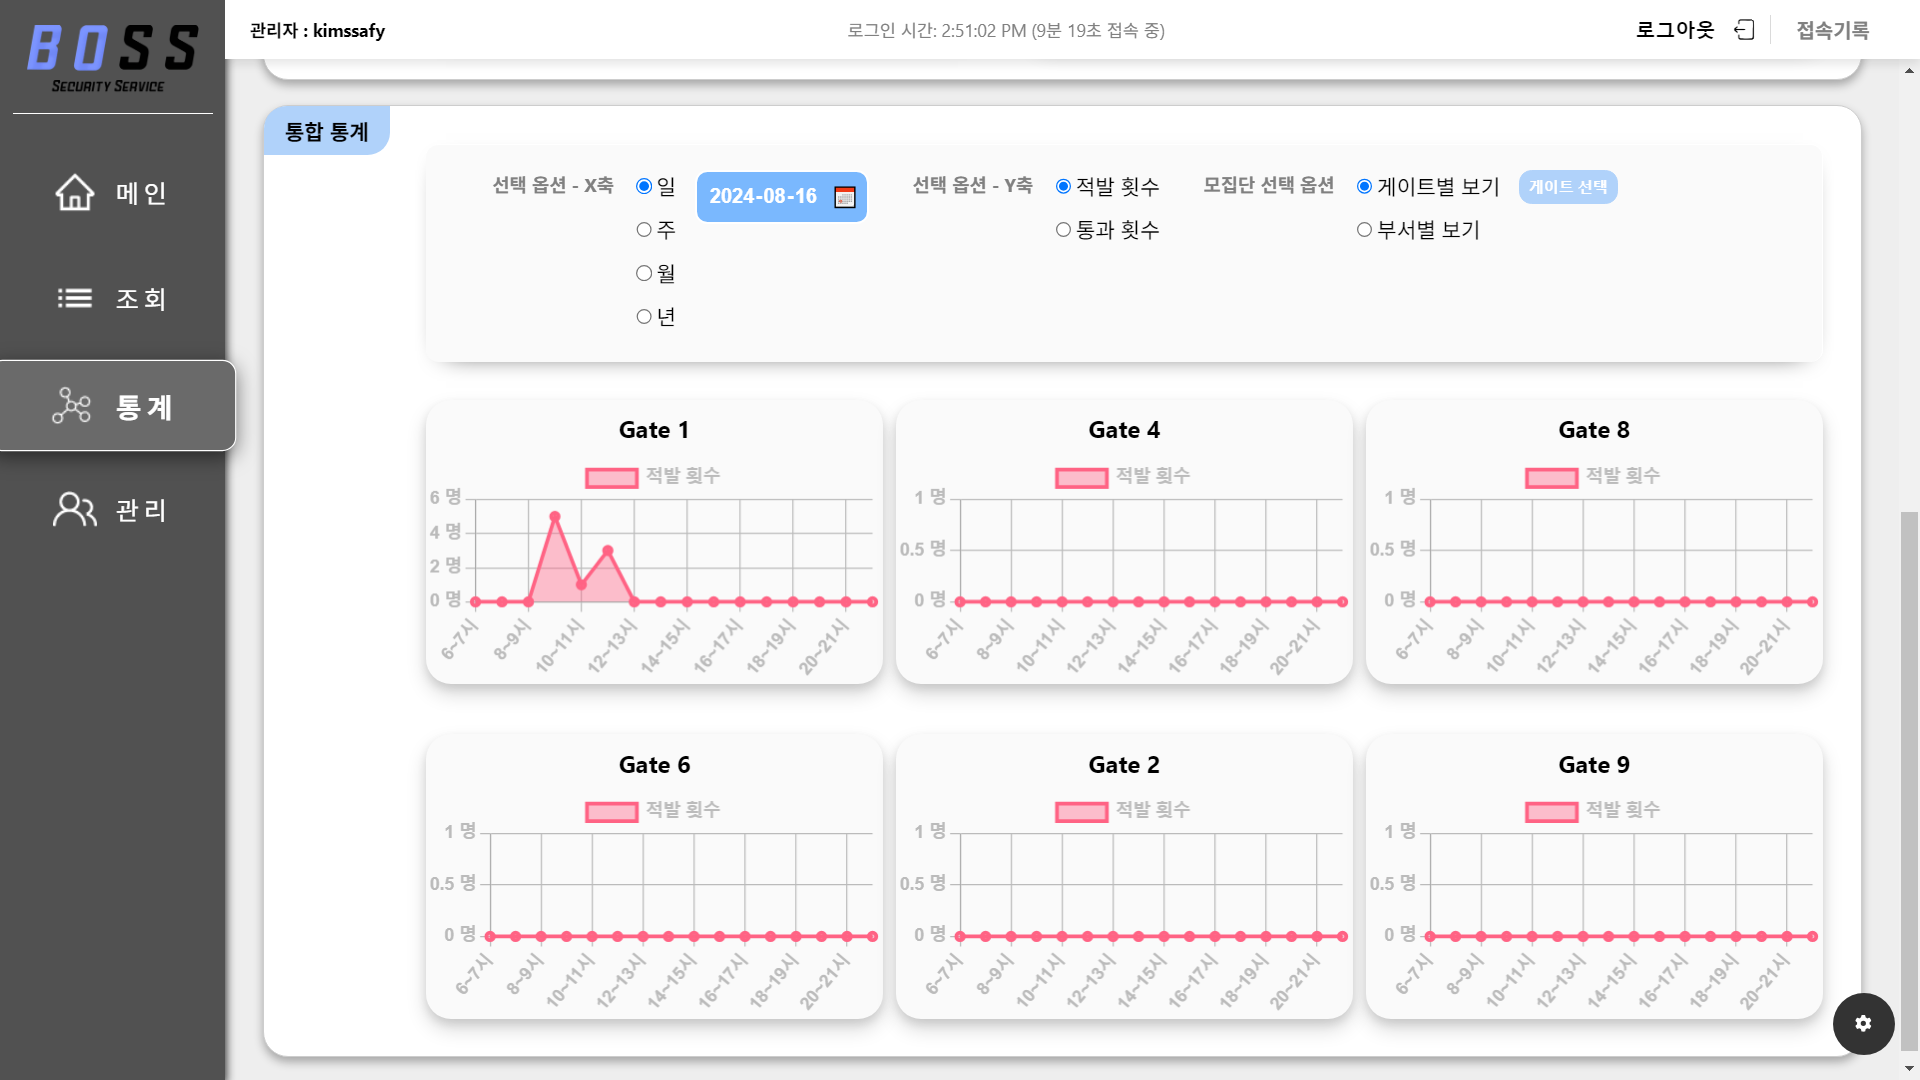 BOSS
SECURITY SERVICE
메인
조회
통계
관리
관리자 : kimssafy
로그인 시간: 2:51:02 PM (9분 19초 접속 중)
로그아웃
접속기록
통합 통계
선택 옵션 - X축
일
2024-08-16
주
월
년
선택 옵션 - Y축
적발 횟수
통과 횟수
모집단 선택 옵션
게이트별 보기
게이트 선택
부서별 보기
Gate 1
적발 횟수
6 명
4 명
2 명
0 명
6~7시 8~9시 10~11시 12~13시 14~15시 16~17시 18~19시 20~21시
Gate 4
적발 횟수
1 명
0.5 명
0 명
6~7시 8~9시 10~11시 12~13시 14~15시 16~17시 18~19시 20~21시
Gate 8
적발 횟수
1 명
0.5 명
0 명
6~7시 8~9시 10~11시 12~13시 14~15시 16~17시 18~19시 20~21시
Gate 6
적발 횟수
1 명
0.5 명
0 명
6~7시 8~9시 10~11시 12~13시 14~15시 16~17시 18~19시 20~21시
Gate 2
적발 횟수
1 명
0.5 명
0 명
6~7시 8~9시 10~11시 12~13시 14~15시 16~17시 18~19시 20~21시
Gate 9
적발 횟수
1 명
0.5 명
0 명
6~7시 8~9시 10~11시 12~13시 14~15시 16~17시 18~19시 20~21시